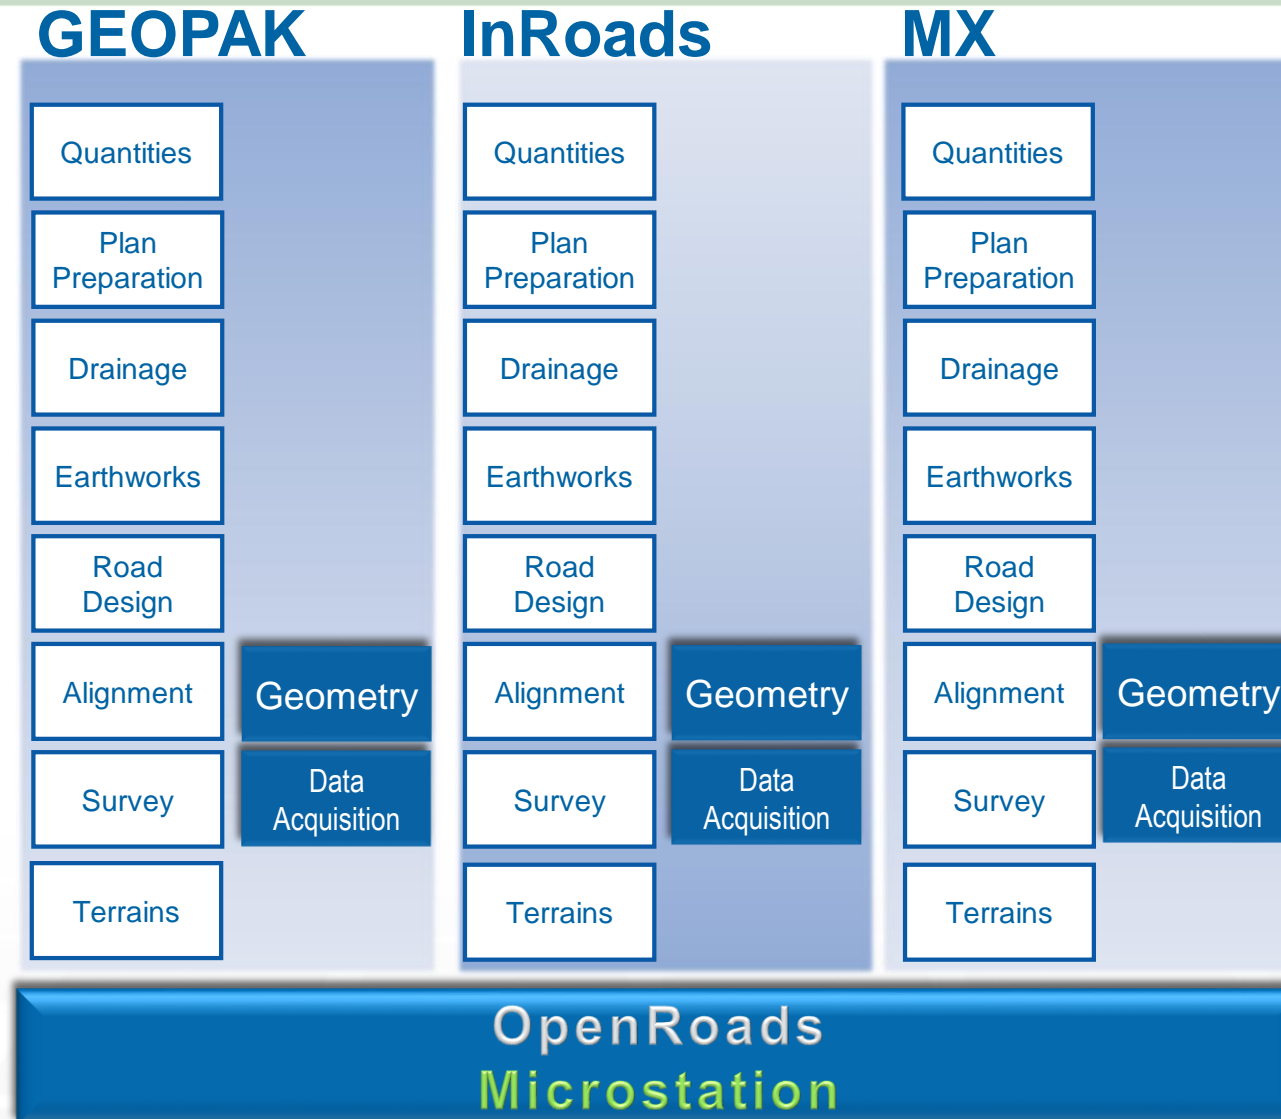 GEOPAK
Quantities
Plan
Preparation
Drainage
Earthworks
Road
Design
Alignment
Geometry
Survey
Data
Acquisition
Terrains
InRoads
Quantities
Plan
Preparation
Drainage
Earthworks
Road
Design
Alignment
Geometry
Survey
Data
Acquisition
Terrains
MX
Quantities
Plan
Preparation
Drainage
Earthworks
Road
Design
Alignment
Geometry
Survey
Data
Acquisition
Terrains
OpenRoads
Microstation